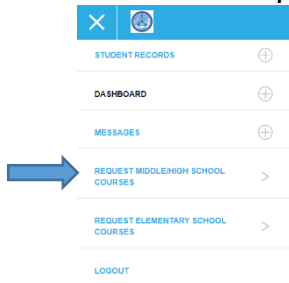 STUDENT RECORDS
DASHBOARD
MESSAGES
REQUEST MIDDLE/HIGH SCHOOL
COURSES
REQUEST ELEMENTARY SCHOOL
COURSES
LOGOUT